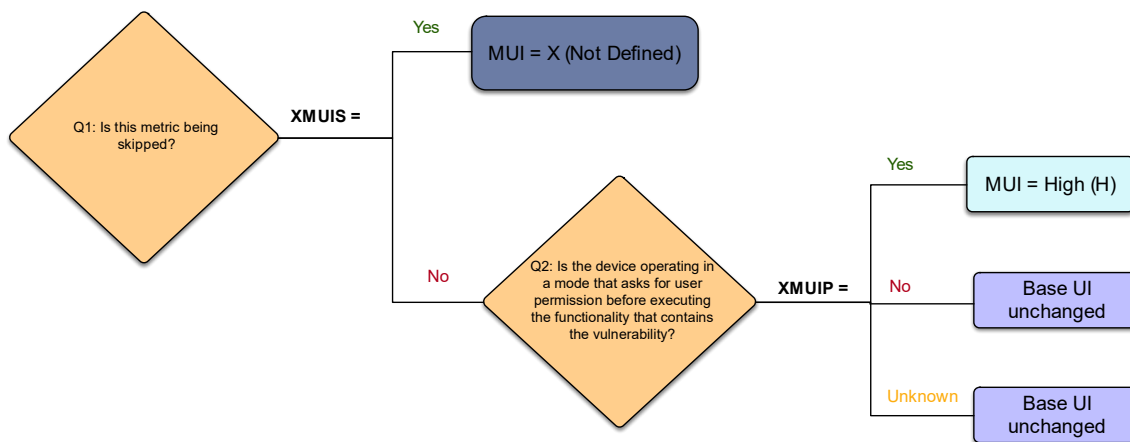 Yes
MUI = X (Not Defined)
Q1: Is this metric being
skipped?
XMUIS =
Yes
MUI = High (H)
No
Q2: Is the device operating in
a mode that asks for user
permission before executing
the functionality that contains
the vulnerability?
XMUIP =
No
Base UI
unchanged
Unknown
Base UI
unchanged